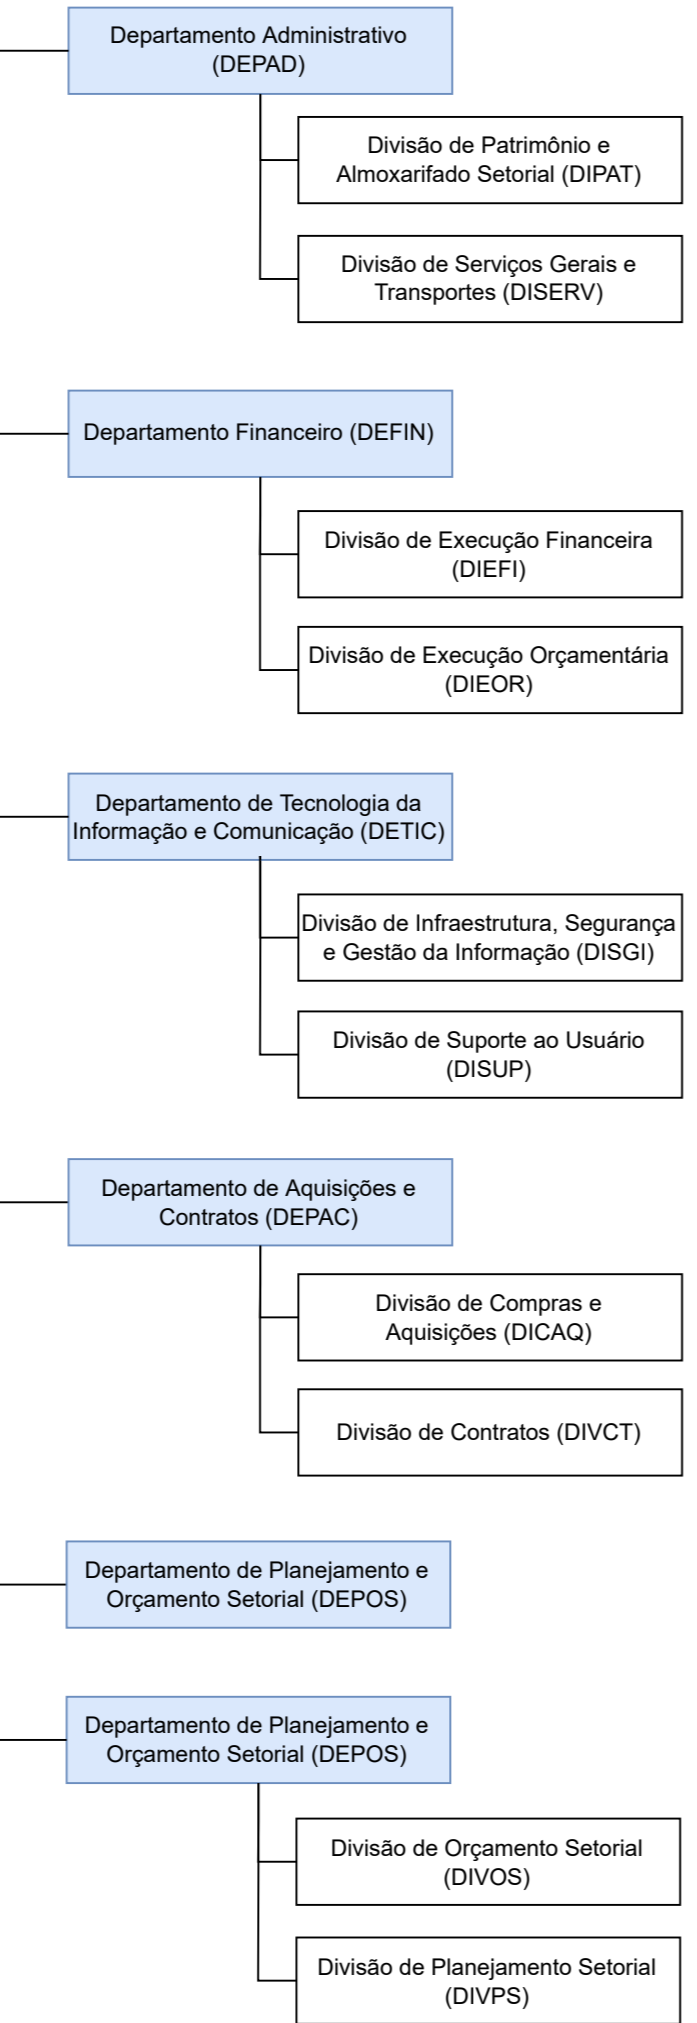 Departamento Administrativo
(DEPAD)
Divisão de Patrimônio e
Almoxarifado Setorial (DIPAT)
Divisão de Serviços Gerais e
Transportes (DISERV)
Departamento Financeiro (DEFIN)
Divisão de Execução Financeira
(DIEFI)
Divisão de Execução Orçamentária
(DIEOR)
Departamento de Tecnologia da
Informação e Comunicação (DETIC)
Divisão de Infraestrutura, Segurança
e Gestão da Informação (DISGI)
Divisão de Suporte ao Usuário
(DISUP)
Departamento de Aquisições e
Contratos (DEPAC)
Divisão de Compras e
Aquisições (DICAQ)
Divisão de Contratos (DIVCT)
Departamento de Planejamento e
Orçamento Setorial (DEPOS)
Departamento de Planejamento e
Orçamento Setorial (DEPOS)
Divisão de Orçamento Setorial
(DIVOS)
Divisão de Planejamento Setorial
(DIVPS)